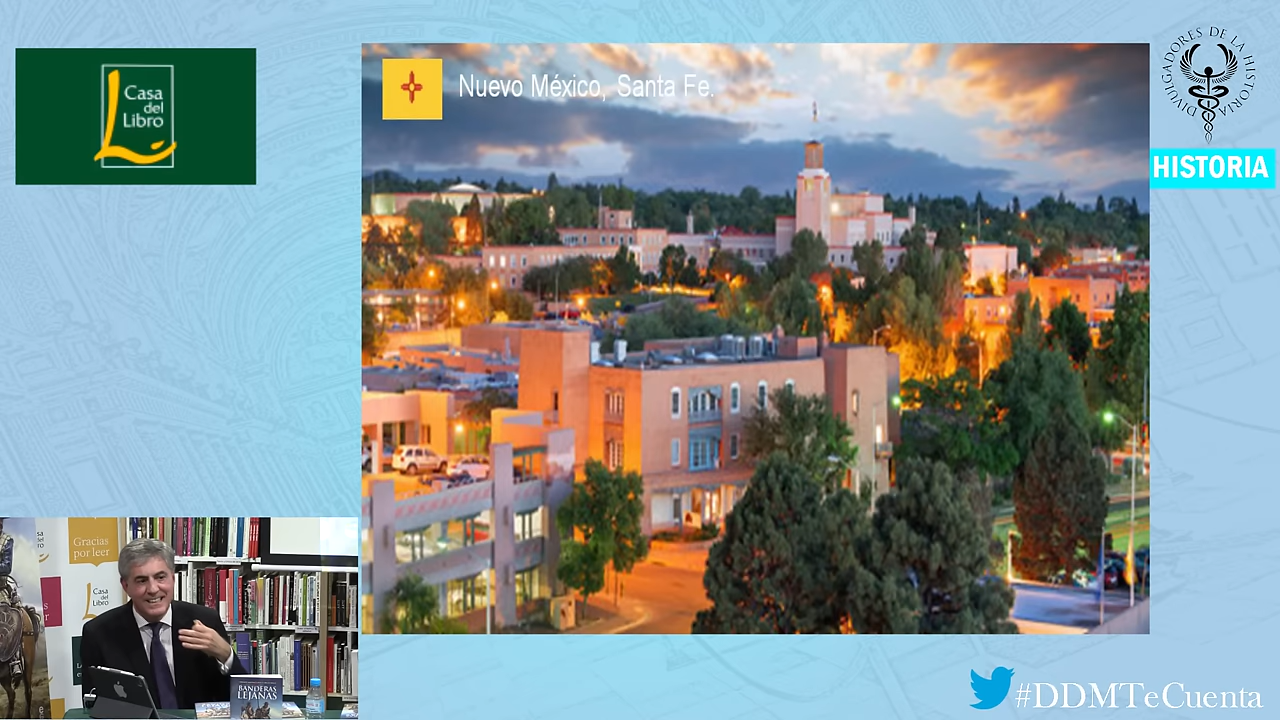 Casa
del
Libro
Nuevo México, Santa Fe.
DIVULGADORES DE LA HISTORIA
HISTORIA
Gracias
por leer
Casa
del
Libro
BANDERAS
LEJANAS
#DDMTeCuenta